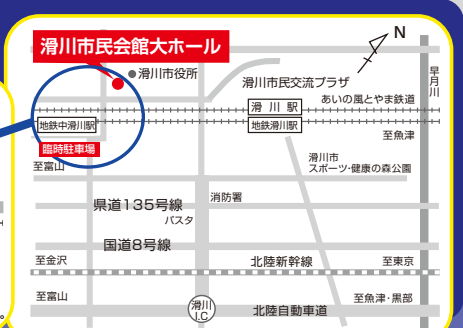 N
滑川市民会館大ホール
滑川市役所
滑川市民交流プラザ
早月川
あいの風とやま鉄道
滑川駅
地鉄中滑川駅
地鉄滑川駅
至魚津
臨時駐車場
至富山
滑川市
スポーツ・健康の森公園
消防署
県道135号線
バスタ
国道8号線
至金沢
北陸新幹線
至東京
至富山
滑川
I.C
北陸自動車道
至魚津・黒部